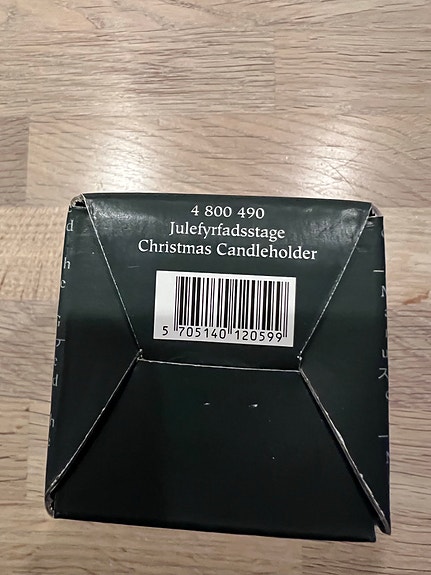 4 800 490
Julefyrfadsstage
Christmas Candleholder
5 705140 120599